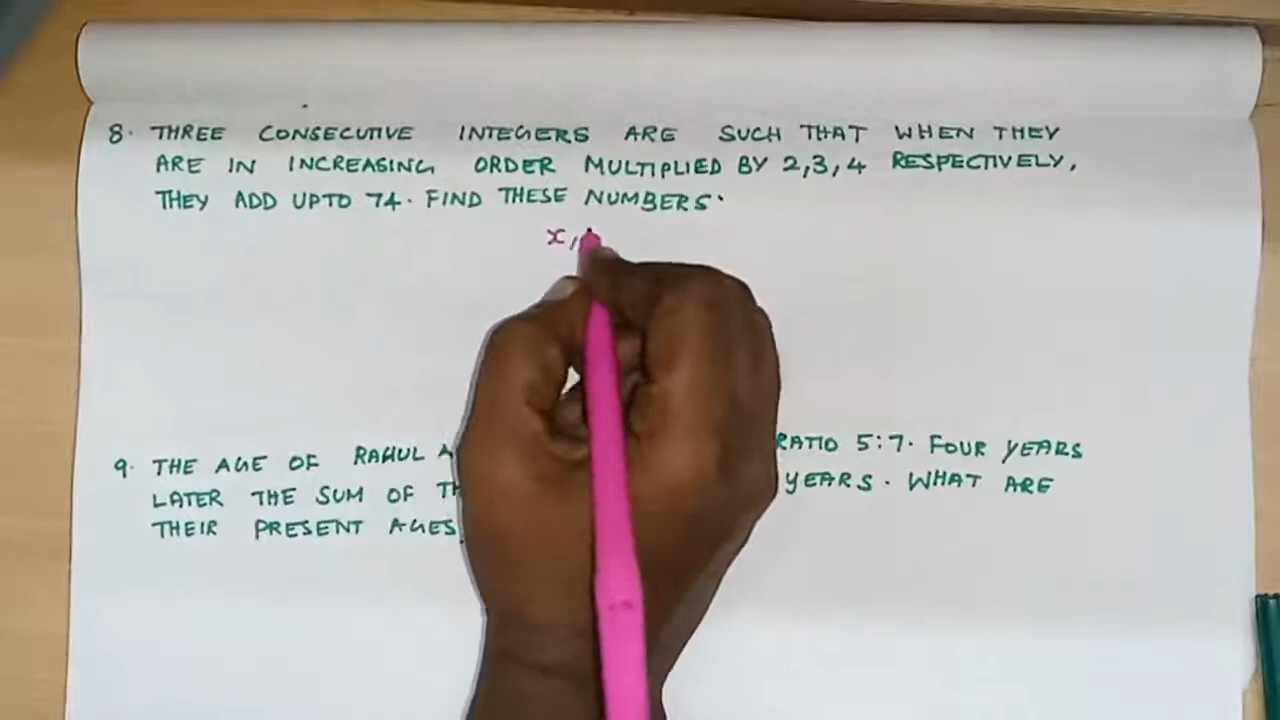 8. THREE CONSECUTIVE INTEGERS ARE SUCH THAT WHEN THEY
ARE IN INCREASING ORDER MULTIPLIED BY 2,3,4 RESPECTIVELY,
THEY ADD UPTO 74. FIND THESE NUMBERS.
x,
9. THE AGE OF RAHUL RATIO 5:7. FOUR YEARS
LATER THE SUM OF YEARS. WHAT ARE
THEIR PRESENT AGES